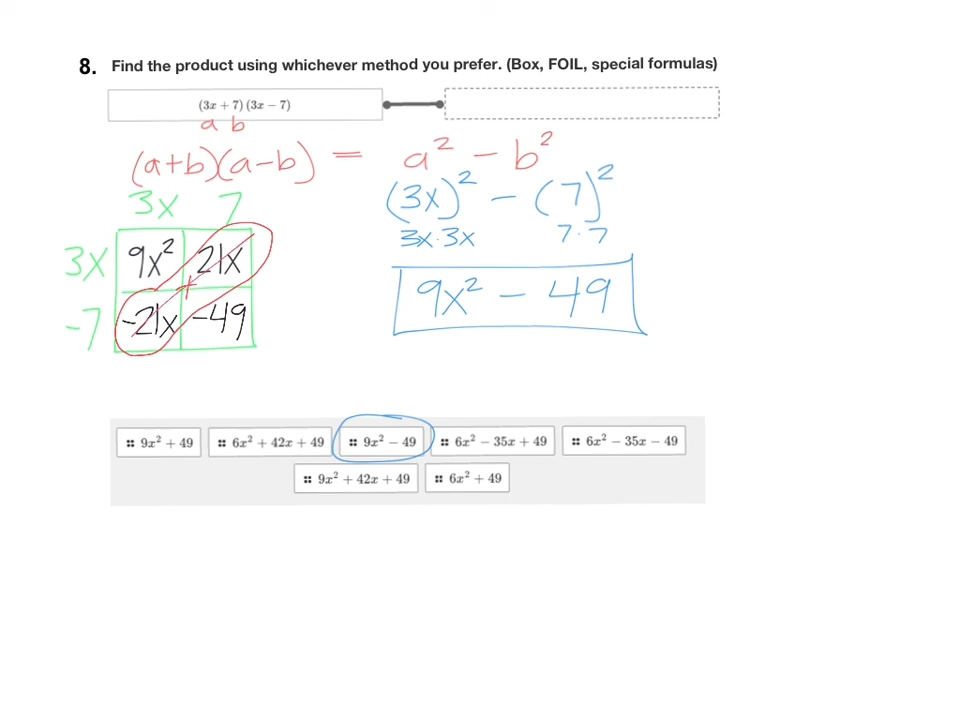 8. Find the product using whichever method you prefer. (Box, FOIL, special formulas)
(3x + 7) (3x − 7)
a b
(a+b)(a-b) = a² - b²
3x 7
(3x)² - (7)²
3x·3x 7·7
3x 9x² 21x
+
-7 -21x -49
9x² - 49
9x² + 49 6x² + 42x + 49 9x² − 49 6x² − 35x + 49 6x² − 35x − 49
9x² + 42x + 49 6x² + 49